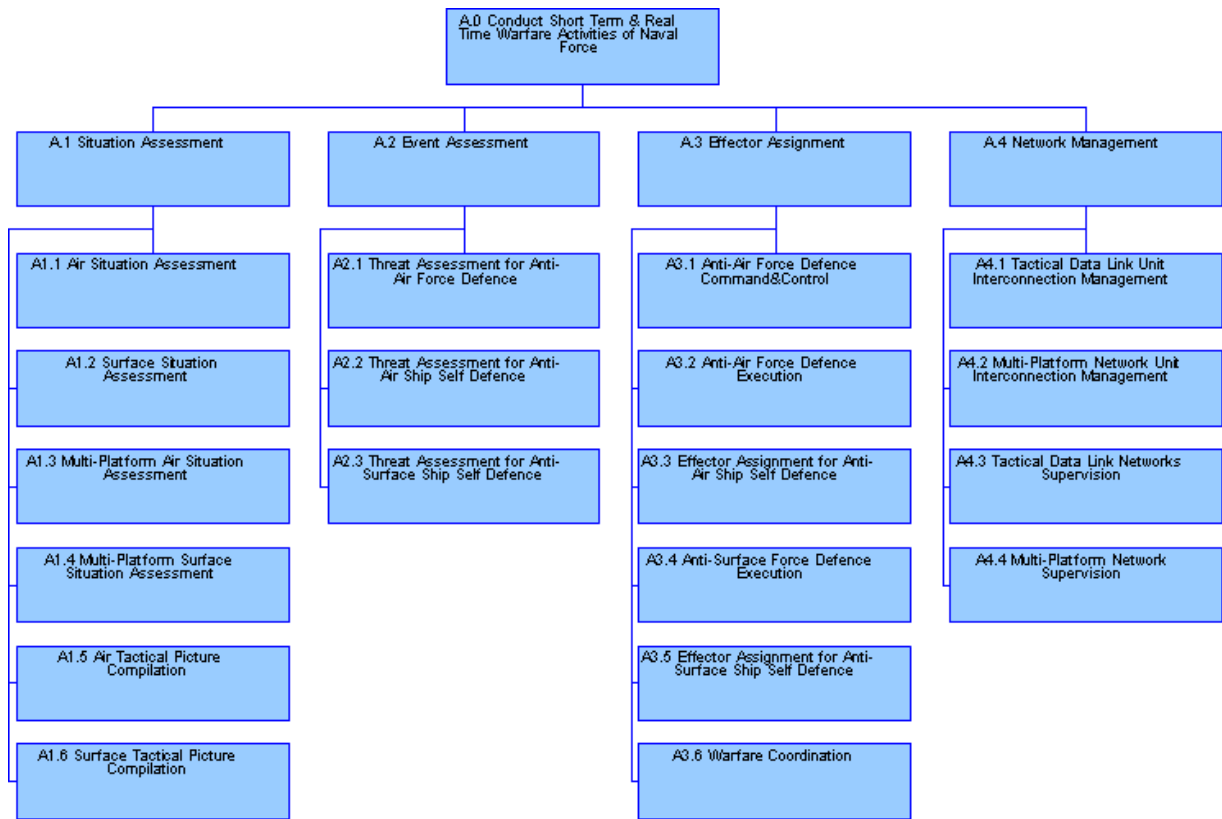 A.0 Conduct Short Term & Real
Time Warfare Activities of Naval
Force
A.1 Situation Assessment
A.2 Event Assessment
A.3 Effector Assignment
A.4 Network Management
A1.1 Air Situation Assessment
A2.1 Threat Assessment for Anti-
Air Force Defence
A3.1 Anti-Air Force Defence
Command&Control
A4.1 Tactical Data Link Unit
Interconnection Management
A1.2 Surface Situation
Assessment
A2.2 Threat Assessment for Anti-
Air Ship Self Defence
A3.2 Anti-Air Force Defence
Execution
A4.2 Multi-Platform Network Unit
Interconnection Management
A1.3 Multi-Platform Air Situation
Assessment
A2.3 Threat Assessment for Anti-
Surface Ship Self Defence
A3.3 Effector Assignment for Anti-
Air Ship Self Defence
A4.3 Tactical Data Link Networks
Supervision
A1.4 Multi-Platform Surface
Situation Assessment
A3.4 Anti-Surface Force Defence
Execution
A4.4 Multi-Platform Network
Supervision
A1.5 Air Tactical Picture
Compilation
A3.5 Effector Assignment for Anti-
Surface Ship Self Defence
A1.6 Surface Tactical Picture
Compilation
A3.6 Warfare Coordination